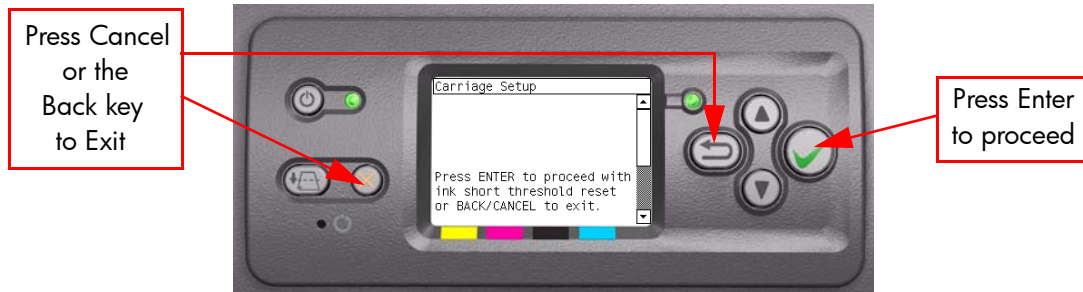 Press Cancel
or the
Back key
to Exit
Carriage Setup
Press ENTER to proceed with
ink short threshold reset
or BACK/CANCEL to exit.
Press Enter
to proceed